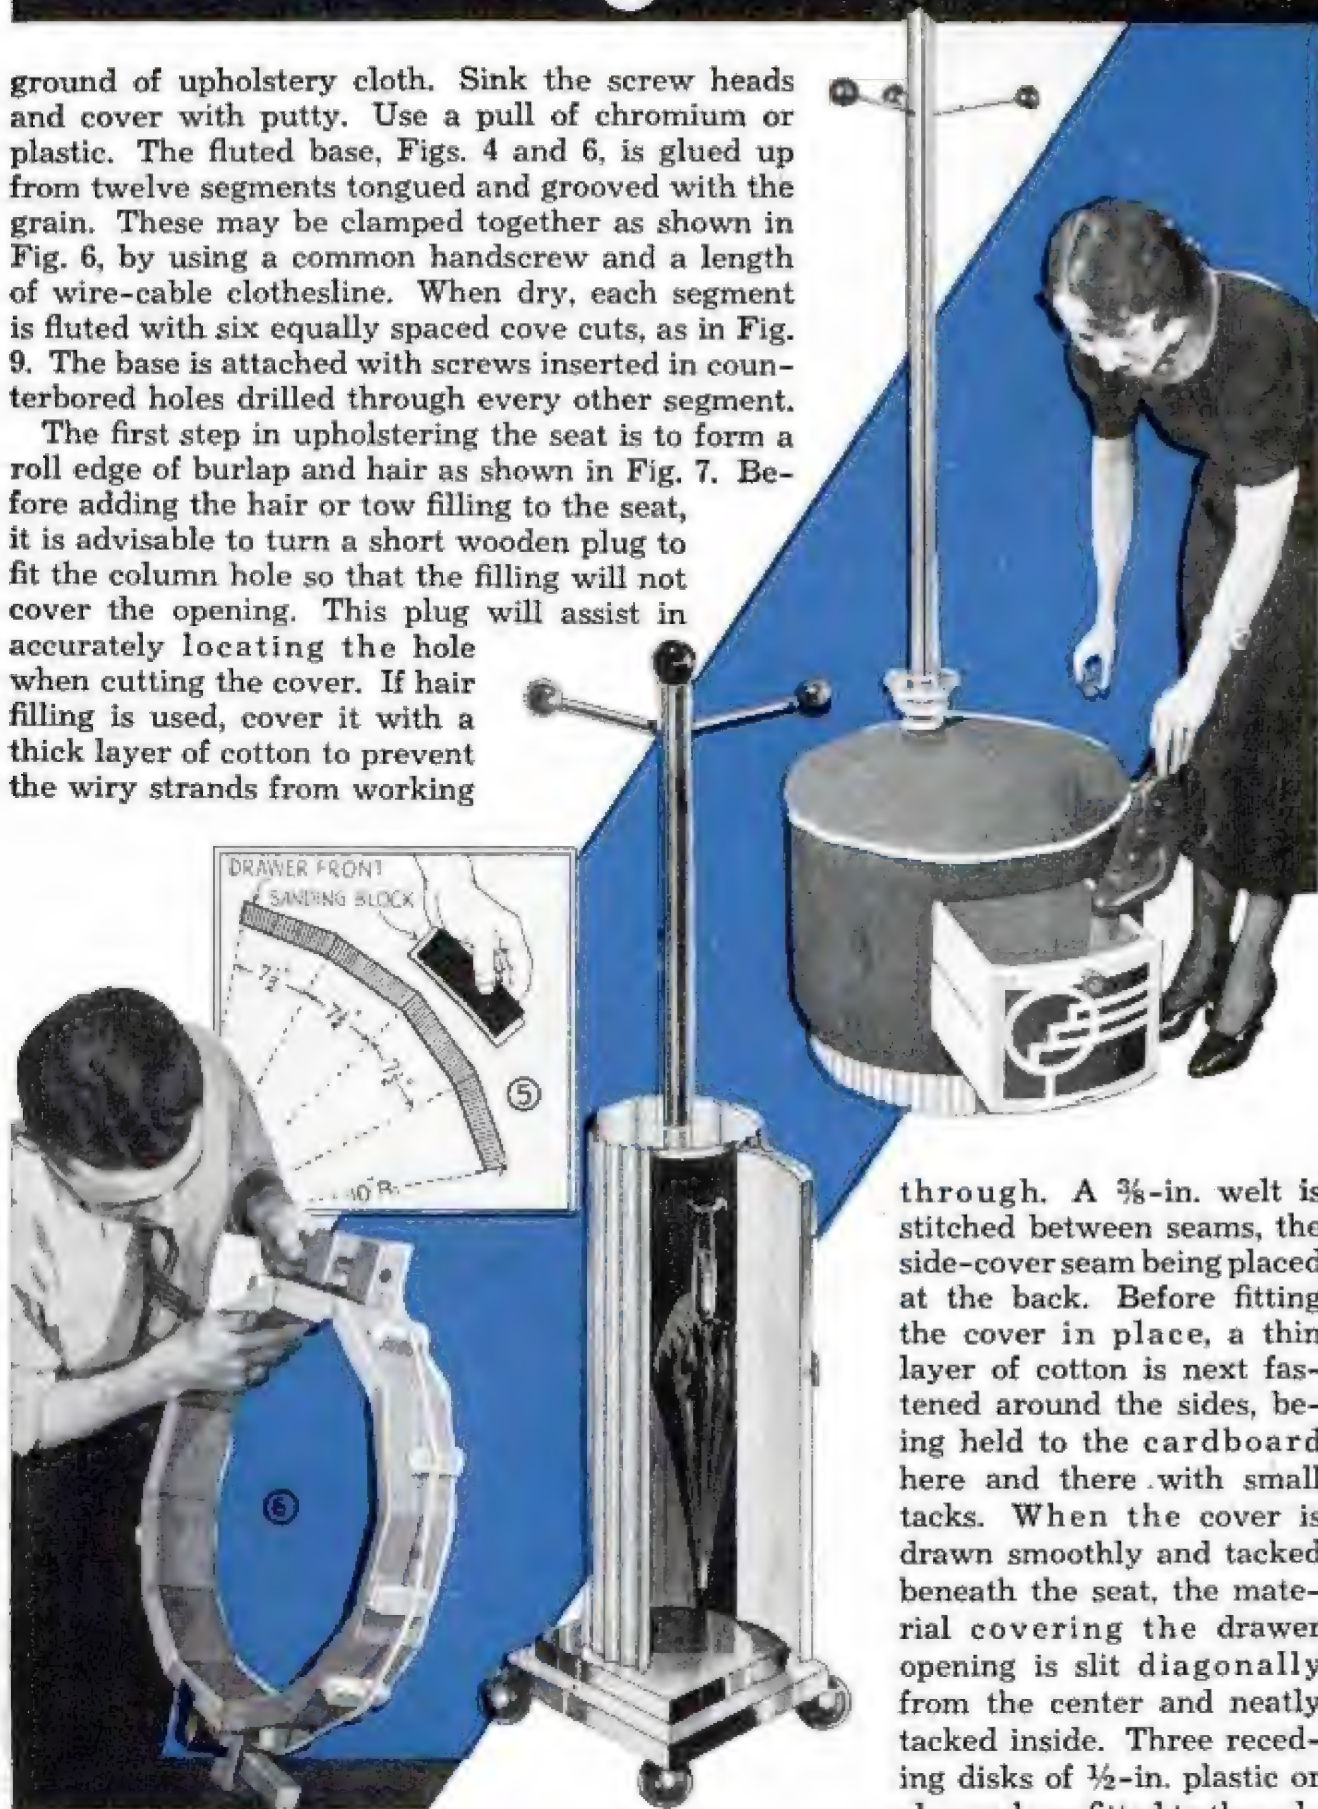 ground of upholstery cloth. Sink the screw heads
and cover with putty. Use a pull of chromium or
plastic. The fluted base, Figs. 4 and 6, is glued up
from twelve segments tongued and grooved with the
grain. These may be clamped together as shown in
Fig. 6, by using a common handscrew and a length
of wire-cable clothesline. When dry, each segment
is fluted with six equally spaced cove cuts, as in Fig.
9. The base is attached with screws inserted in coun-
terbored holes drilled through every other segment.
The first step in upholstering the seat is to form a
roll edge of burlap and hair as shown in Fig. 7. Be-
fore adding the hair or tow filling to the seat,
it is advisable to turn a short wooden plug to
fit the column hole so that the filling will not
cover the opening. This plug will assist in
accurately locating the hole
when cutting the cover. If hair
filling is used, cover it with a
thick layer of cotton to prevent
the wiry strands from working
DRAWER FRONT
SANDING BLOCK
7½°
7½°
7½°
10" R.
⑤
⑥
through. A ⅜-in. welt is
stitched between seams, the
side-cover seam being placed
at the back. Before fitting
the cover in place, a thin
layer of cotton is next fas-
tened around the sides, be-
ing held to the cardboard
here and there with small
tacks. When the cover is
drawn smoothly and tacked
beneath the seat, the mate-
rial covering the drawer
opening is slit diagonally
from the center and neatly
tacked inside. Three reced-
ing disks of ½-in. plastic or